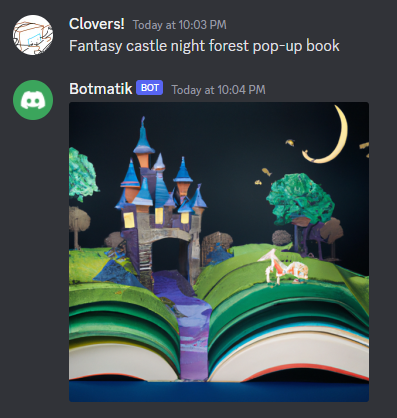 Clovers! Today at 10:03 PM
Fantasy castle night forest pop-up book
Botmatik BOT Today at 10:04 PM